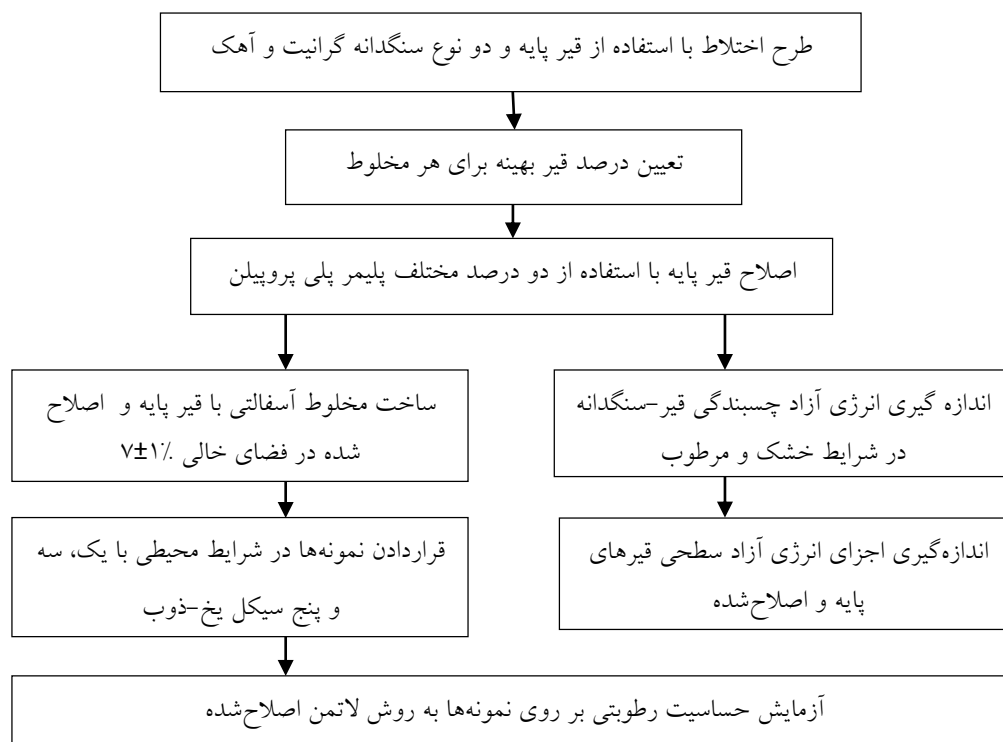 طرح اختلاط با استفاده از قیر پایه و دو نوع سنگدانه گرانیت و آهک
تعیین درصد قیر بهینه برای هر مخلوط
اصلاح قیر پایه با استفاده از دو درصد مختلف پلیمر پلی پروپیلن
اندازه گیری انرژی آزاد چسبندگی قیر-سنگدانه
در شرایط خشک و مرطوب
ساخت مخلوط آسفالتی با قیر پایه و اصلاح
شده در فضای خالی ۷±۱٪
اندازه‌گیری اجزای انرژی آزاد سطحی قیرهای
پایه و اصلاح‌شده
قراردادن نمونه‌ها در شرایط محیطی با یک، سه
و پنج سیکل یخ-ذوب
آزمایش حساسیت رطوبتی بر روی نمونه‌ها به روش لاتمن اصلاح‌شده